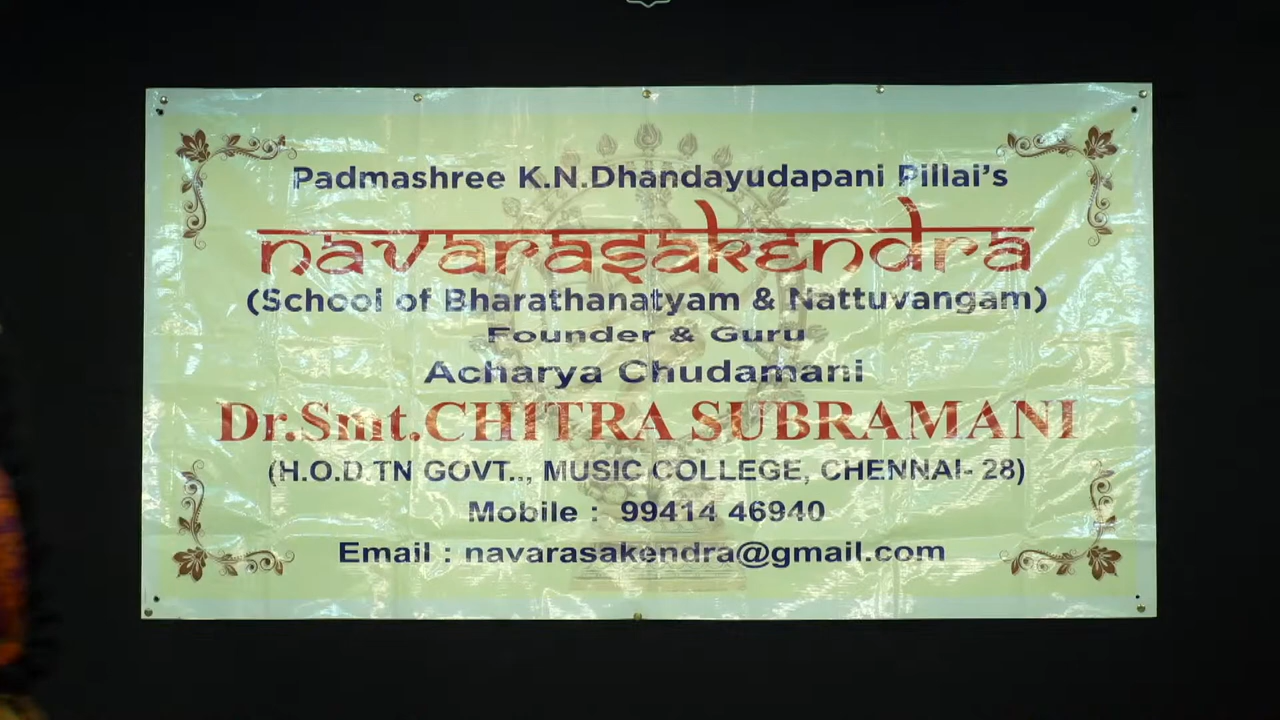 Padmashree K.N.Dhandayudapani Pillai's
navarasakendra
(School of Bharathanatyam & Nattuvangam)
Founder & Guru
Acharya Chudamani
Dr.Smt.CHITRA SUBRAMANI
(H.O.D.TN GOVT.., MUSIC COLLEGE, CHENNAI- 28)
Mobile : 99414 46940
Email : navarasakendra@gmail.com